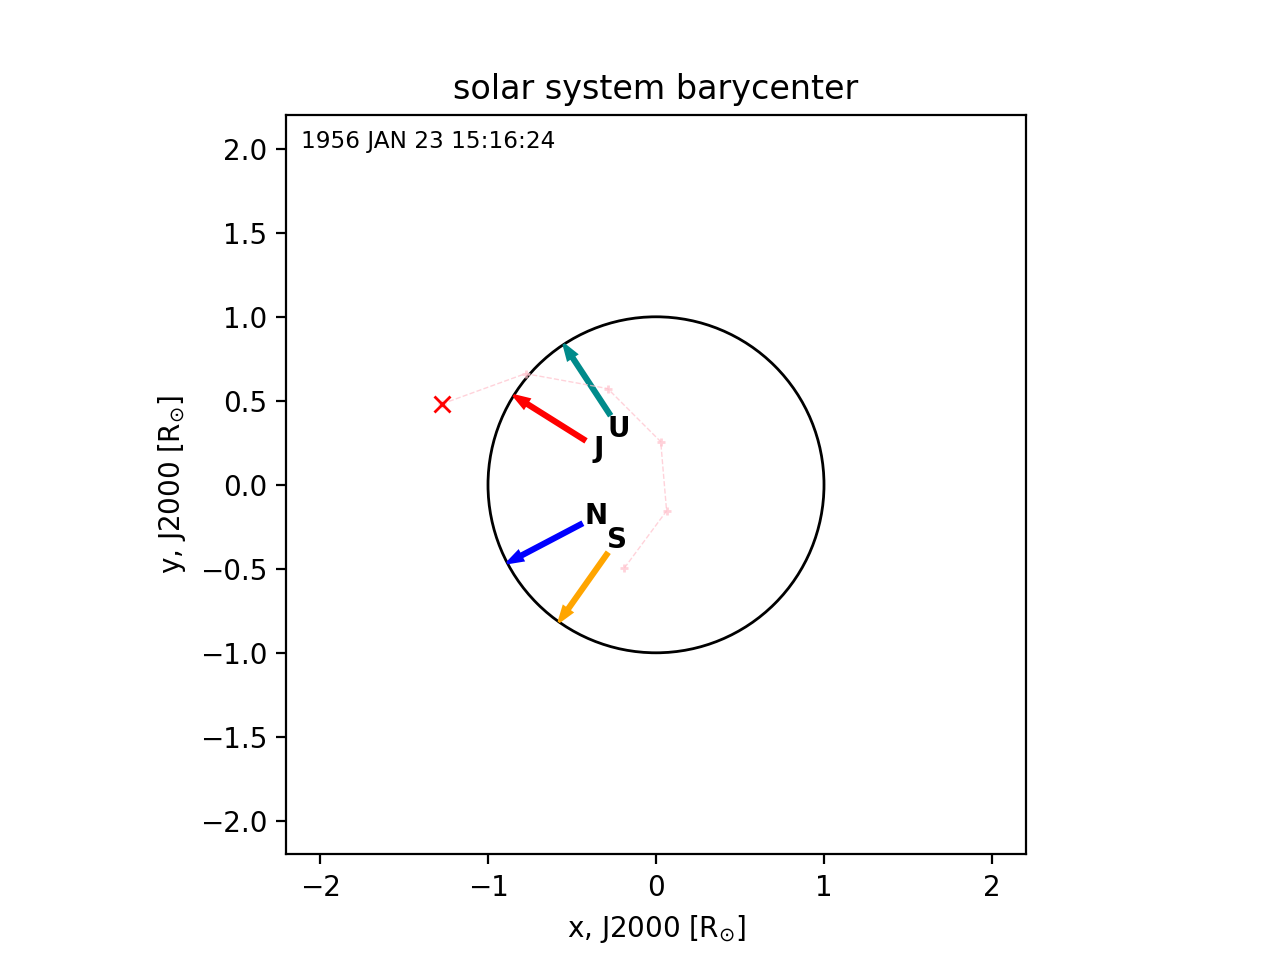 solar system barycenter
1956 JAN 23 15:16:24
2.0
1.5
1.0
0.5
0.0
−0.5
−1.0
−1.5
−2.0
y, J2000 [R☉]
U
J
N
S
−2
−1
0
1
2
x, J2000 [R☉]